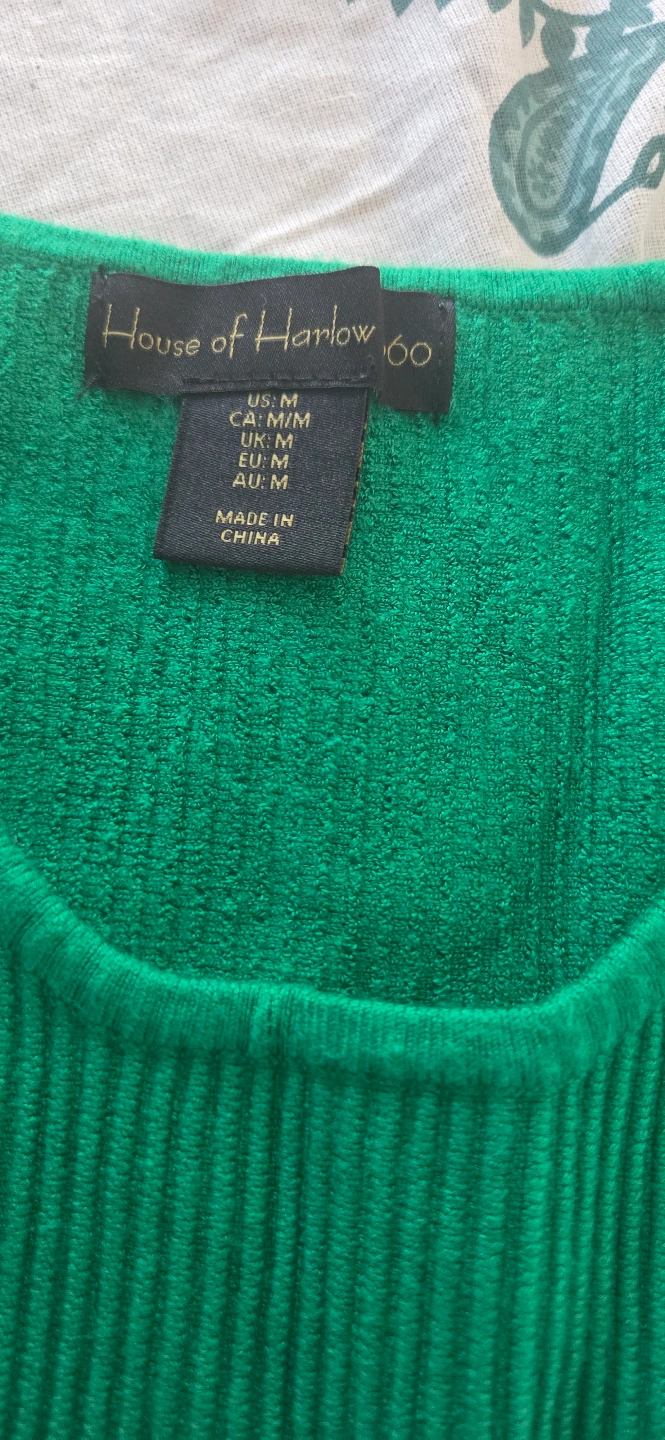 House of Harlow 60
US: M
CA: M/M
UK: M
EU: M
AU: M
MADE IN
CHINA